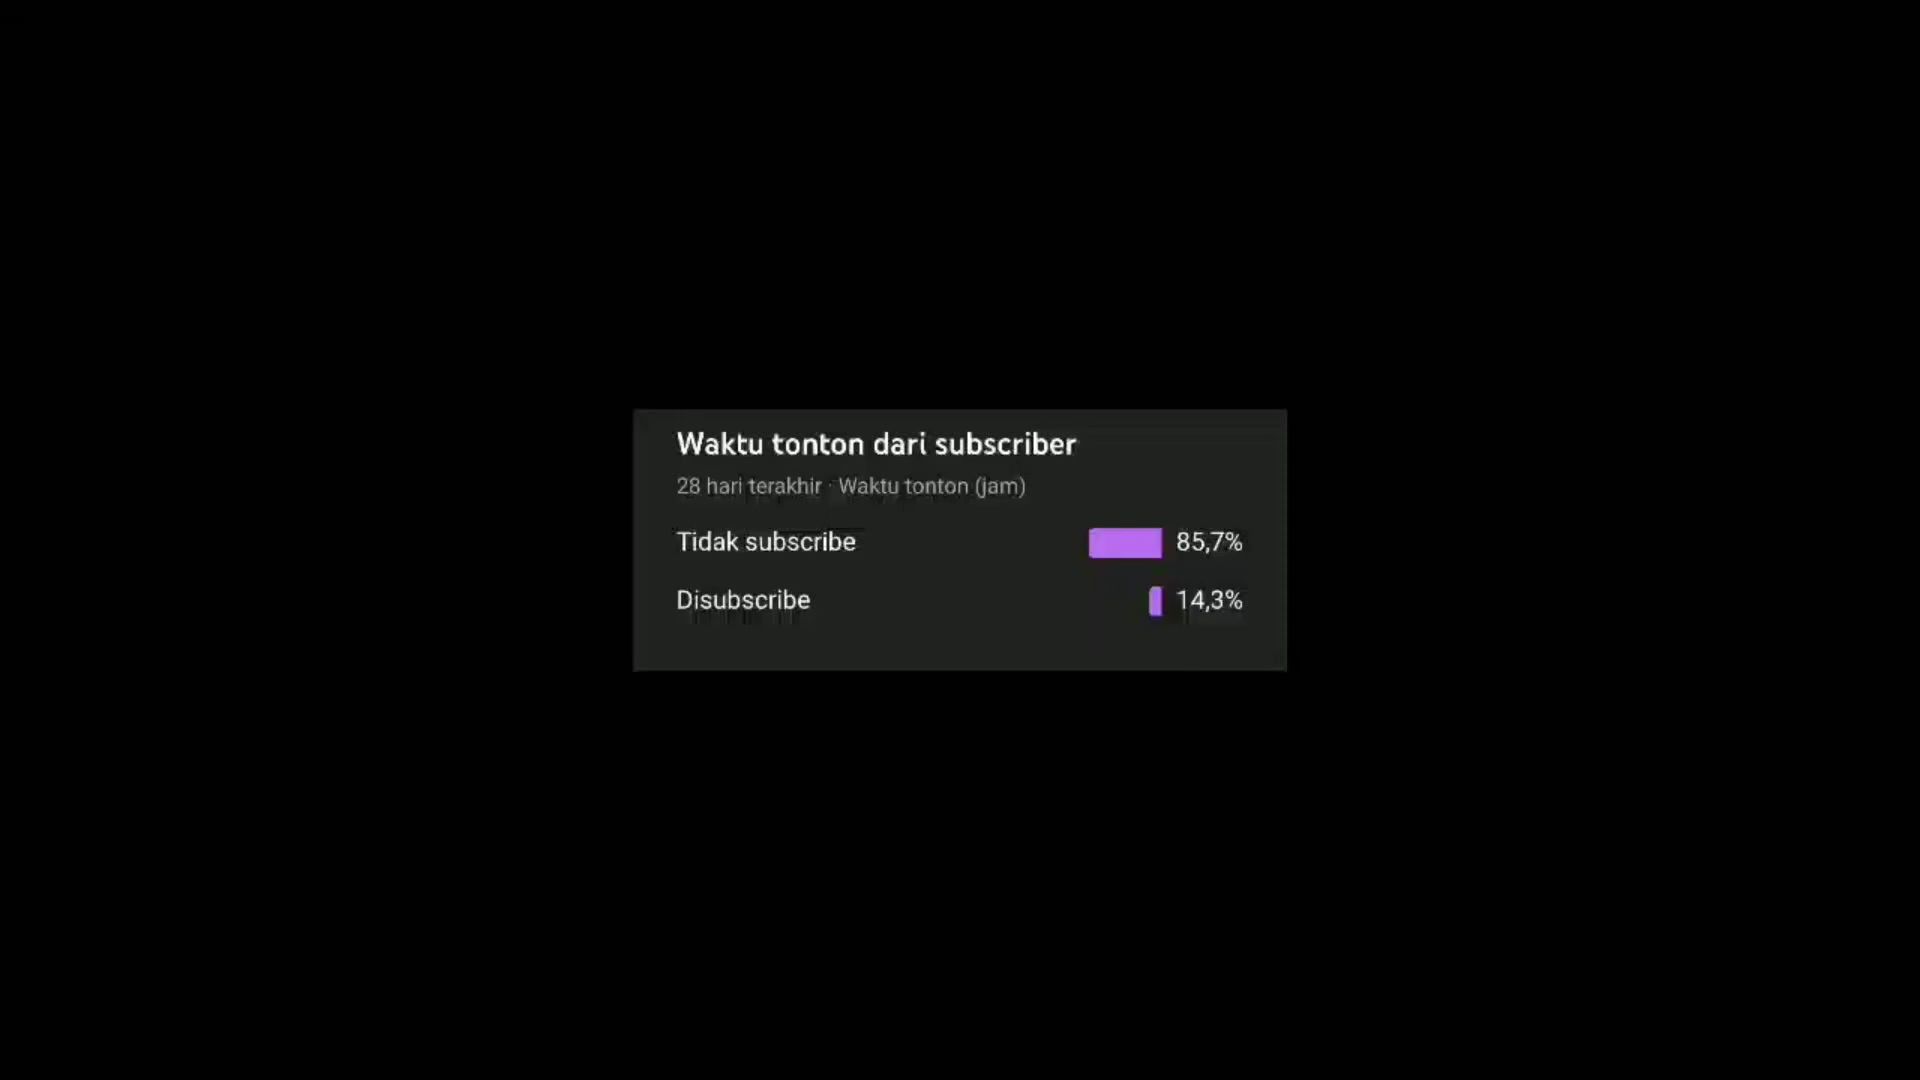 Waktu tonton dari subscriber
28 hari terakhir · Waktu tonton (jam)
Tidak subscribe 85,7%
Disubscribe 14,3%